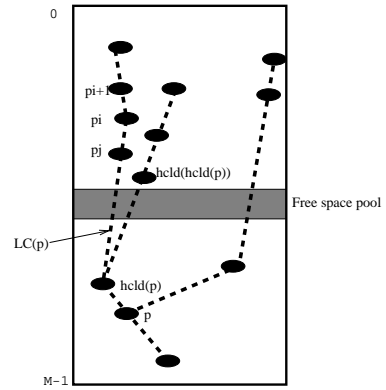 0
pi+1
pi
pj
hcld(hcld(p))
Free space pool
LC(p)
hcld(p)
p
M-1